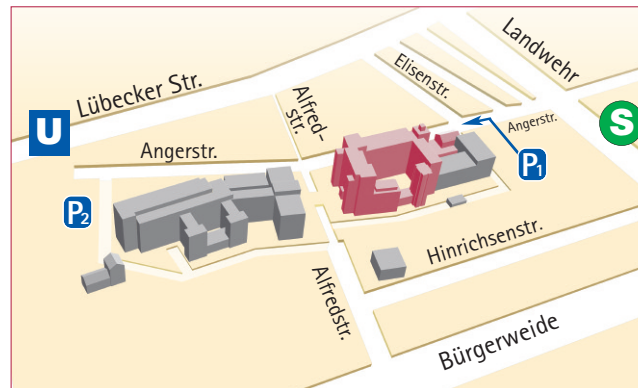 Landwehr
Lübecker Str.
Elisenstr.
Alfred-
str.
U
Angerstr.
Angerstr.
S
P1
P2
Hinrichsenstr.
Alfredstr.
Bürgerweide